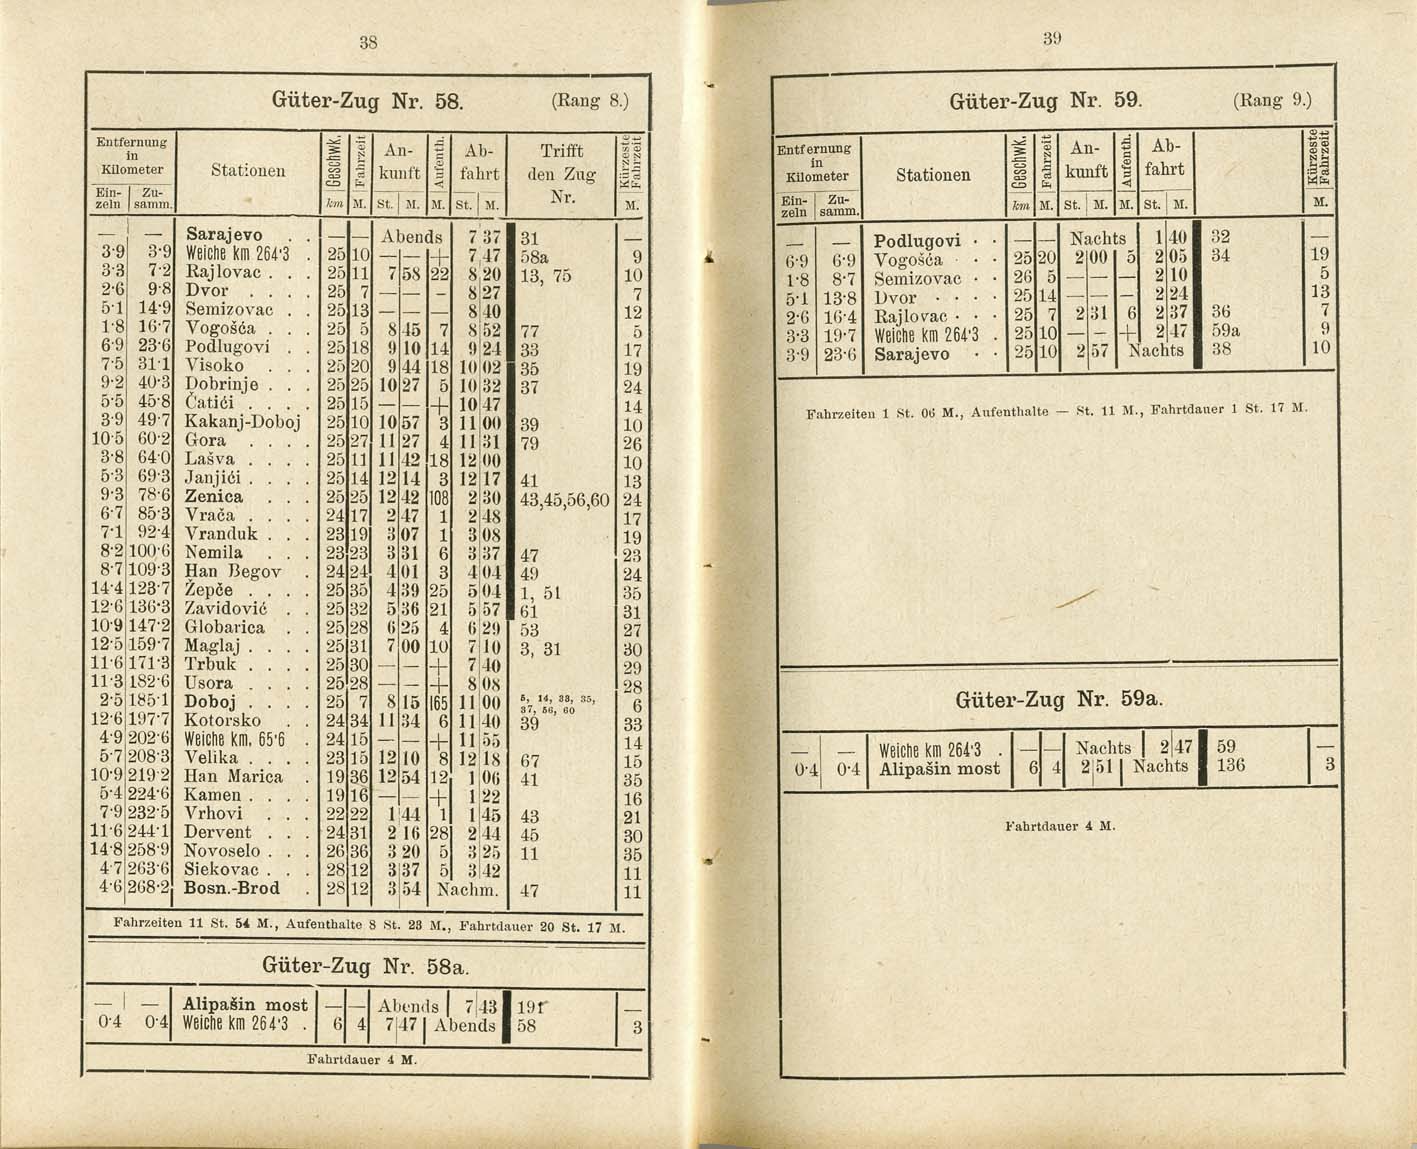 38
Güter-Zug Nr. 58. (Rang 8.)
Entfernung in Kilometer | Stationen | Geschwk. | Fahrzeit | An-kunft | Aufenth. | Ab-fahrt | Trifft den Zug Nr. | Kürzeste Fahrzeit
Ein-zeln | Zu-samm. | km | M. | St. | M. | M. | St. | M. | M.
— — Sarajevo . . — — Abends 7 37 31 —
3·9 3·9 Weiche km 264·3 . 25 10 — — + 7 47 58a 9
3·3 7·2 Rajlovac . . . 25 11 7 58 22 8 20 13, 75 10
2·6 9·8 Dvor . . . . 25 7 — — - 8 27 7
5·1 14·9 Semizovac . . 25 13 — — — 8 40 12
1·8 16·7 Vogošća . . . 25 5 8 45 7 8 52 77 5
6·9 23·6 Podlugovi . . 25 18 9 10 14 9 24 33 17
7·5 31·1 Visoko . . . 25 20 9 44 18 10 02 35 19
9·2 40·3 Dobrinje . . . 25 25 10 27 5 10 32 37 24
5·5 45·8 Čatići . . . . 25 15 — — + 10 47 14
3·9 49·7 Kakanj-Doboj 25 10 10 57 3 11 00 39 10
10·5 60·2 Gora . . . . 25 27 11 27 4 11 31 79 26
3·8 64·0 Lašva . . . . 25 11 11 42 18 12 00 10
5·3 69·3 Janjići . . . . 25 14 12 14 3 12 17 41 13
9·3 78·6 Zenica . . . 25 25 12 42 108 2 30 43,45,56,60 24
6·7 85·3 Vrača . . . . 24 17 2 47 1 2 48 17
7·1 92·4 Vranduk . . . 23 19 3 07 1 3 08 19
8·2 100·6 Nemila . . . 23 23 3 31 6 3 37 47 23
8·7 109·3 Han Begov . 24 24 4 01 3 4 04 49 24
14·4 123·7 Žepče . . . . 25 35 4 39 25 5 04 1, 51 35
12·6 136·3 Zavidović . . 25 32 5 36 21 5 57 61 31
10·9 147·2 Globarica . . 25 28 6 25 4 6 29 53 27
12·5 159·7 Maglaj . . . . 25 31 7 00 10 7 10 3, 31 30
11·6 171·3 Trbuk . . . . 25 30 — — + 7 40 29
11·3 182·6 Usora . . . . 25 28 — — + 8 08 28
2·5 185·1 Doboj . . . . 25 7 8 15 165 11 00 5, 14, 33, 35, 37, 56, 60 6
12·6 197·7 Kotorsko . . 24 34 11 34 6 11 40 39 33
4·9 202·6 Weiche km. 65·6 . 24 15 — — + 11 55 14
5·7 208·3 Velika . . . . 23 15 12 10 8 12 18 67 15
10·9 219·2 Han Marica . 19 36 12 54 12 1 06 41 35
5·4 224·6 Kamen . . . . 19 16 — — + 1 22 16
7·9 232·5 Vrhovi . . . 22 22 1 44 1 1 45 43 21
11·6 244·1 Dervent . . . 24 31 2 16 28 2 44 45 30
14·8 258·9 Novoselo . . . 26 36 3 20 5 3 25 11 35
4·7 263·6 Siekovac . . . 28 12 3 37 5 3 42 11
4·6 268·2 Bosn.-Brod . 28 12 3 54 Nachm. 47 11
Fahrzeiten 11 St. 54 M., Aufenthalte 8 St. 23 M., Fahrtdauer 20 St. 17 M.
Güter-Zug Nr. 58a.
— — Alipašin most — — Abends 7 43 19f —
0·4 0·4 Weiche km 264·3 . 6 4 7 47 Abends 58 3
Fahrtdauer 4 M.
39
Güter-Zug Nr. 59. (Rang 9.)
Entfernung in Kilometer | Stationen | Geschwk. | Fahrzeit | An-kunft | Aufenth. | Ab-fahrt | Kürzeste Fahrzeit
Ein-zeln | Zu-samm. | km | M. | St. | M. | M. | St. | M. | M.
— — Podlugovi . . — — Nachts 1 40 32 —
6·9 6·9 Vogošća . . 25 20 2 00 5 2 05 34 19
1·8 8·7 Semizovac . . 26 5 — — — 2 10 5
5·1 13·8 Dvor . . . . 25 14 — — — 2 24 13
2·6 16·4 Rajlovac . . . 25 7 2 31 6 2 37 36 7
3·3 19·7 Weiche km 264·3 . 25 10 — — + 2 47 59a 9
3·9 23·6 Sarajevo . . 25 10 2 57 Nachts 38 10
Fahrzeiten 1 St. 06 M., Aufenthalte — St. 11 M., Fahrtdauer 1 St. 17 M.
Güter-Zug Nr. 59a.
— — Weiche km 264·3 . — — Nachts 2 47 59 —
0·4 0·4 Alipašin most 6 4 2 51 Nachts 136 3
Fahrtdauer 4 M.